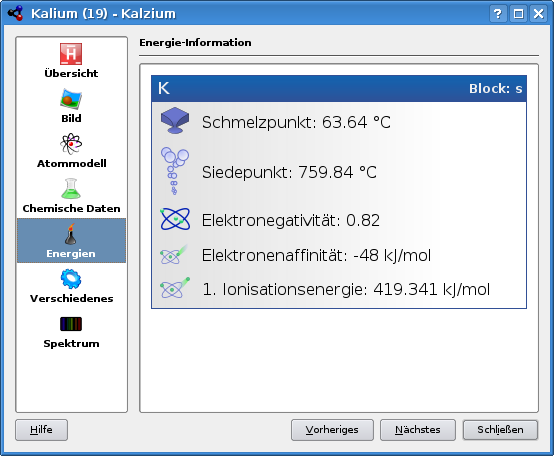 Kalium (19) - Kalzium
Energie-Information
Übersicht
Bild
Atommodell
Chemische Daten
Energien
Verschiedenes
Spektrum
K Block: s
Schmelzpunkt: 63.64 °C
Siedepunkt: 759.84 °C
Elektronegativität: 0.82
Elektronenaffinität: -48 kJ/mol
1. Ionisationsenergie: 419.341 kJ/mol
Hilfe Vorheriges Nächstes Schließen